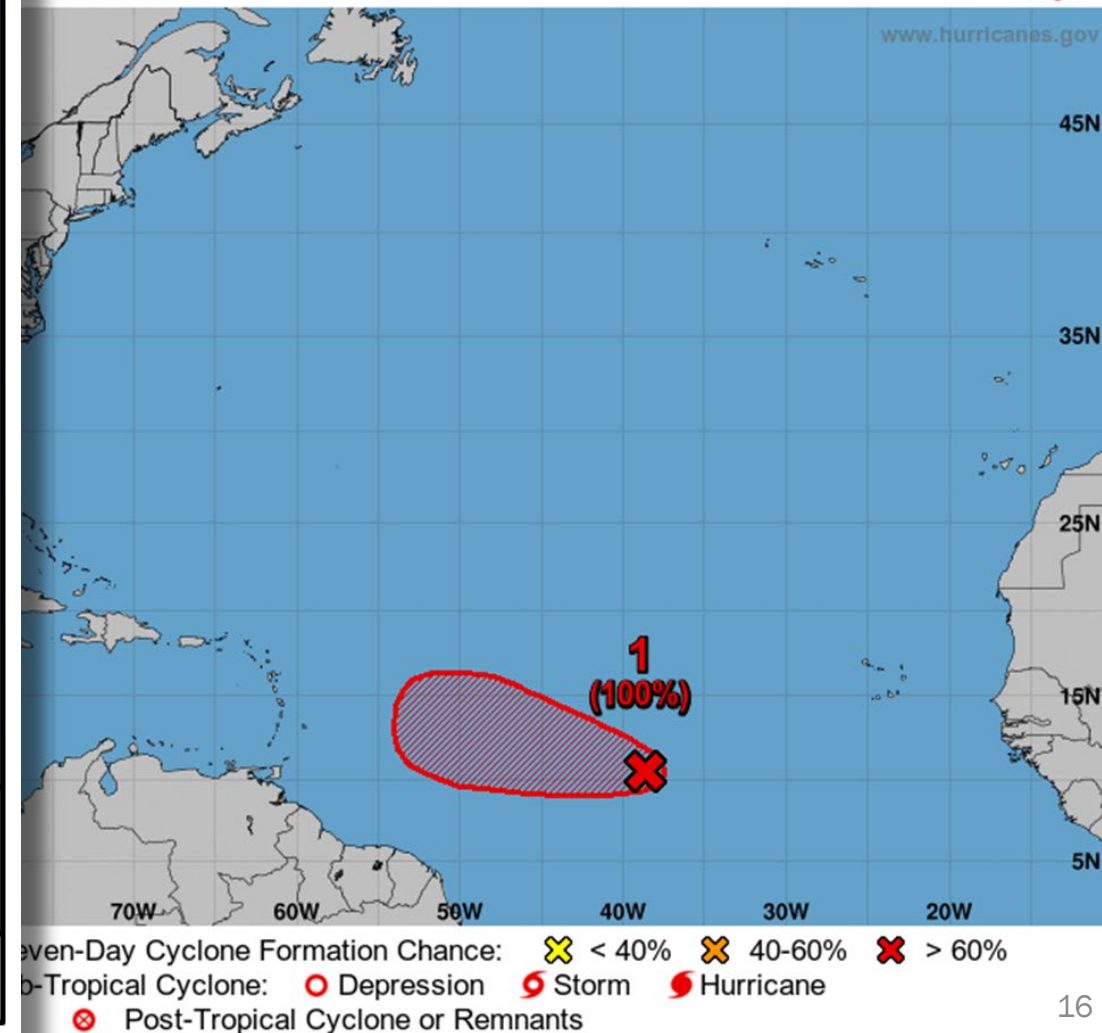 www.hurricanes.gov
45N
35N
25N
1
(100%)
15N
5N
70W 60W 50W 40W 30W 20W
even-Day Cyclone Formation Chance: < 40% 40-60% > 60%
b-Tropical Cyclone: Depression Storm Hurricane
Post-Tropical Cyclone or Remnants
16